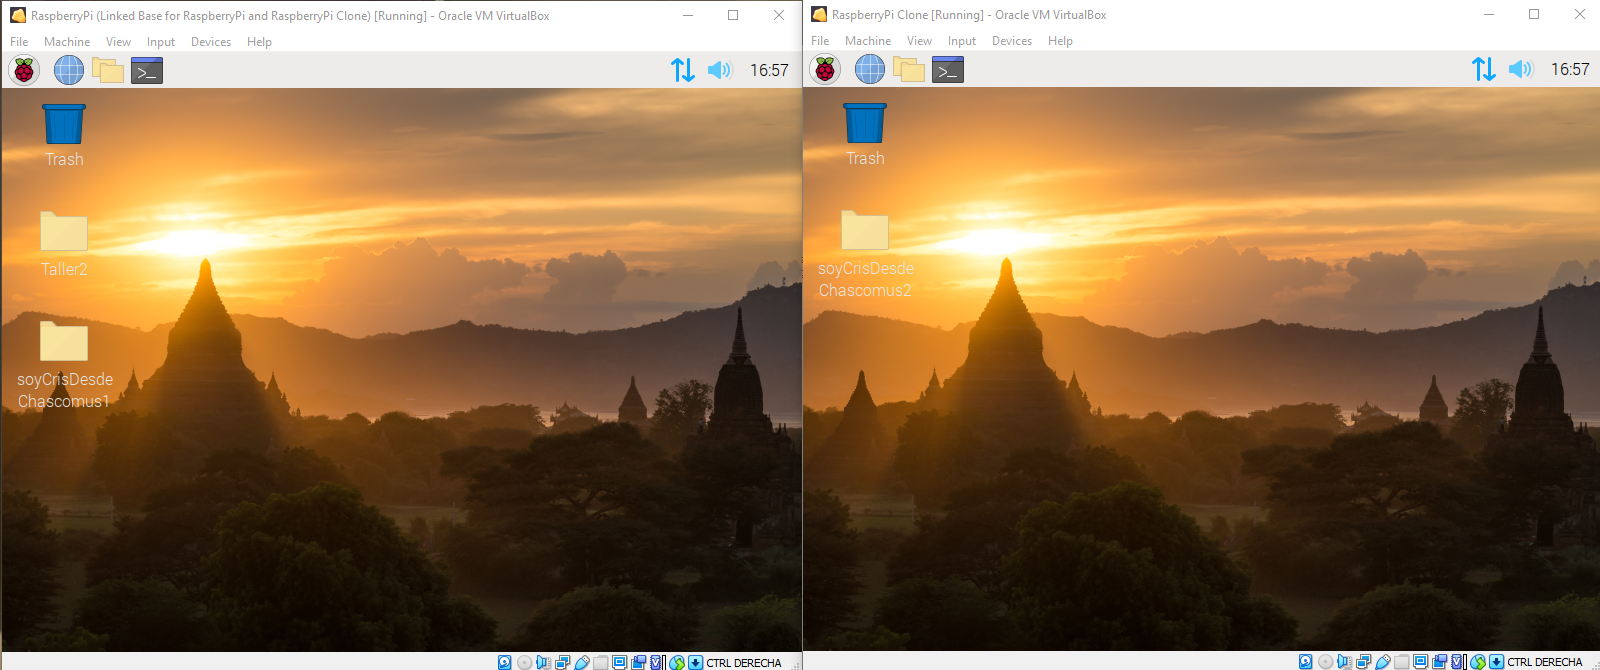 RaspberryPi (Linked Base for RaspberryPi and RaspberryPi Clone) [Running] - Oracle VM VirtualBox
File Machine View Input Devices Help
>_
16:57
Trash
Taller2
soyCrisDesde
Chascomus1
CTRL DERECHA
RaspberryPi Clone [Running] - Oracle VM VirtualBox
File Machine View Input Devices Help
>_
16:57
Trash
soyCrisDesde
Chascomus2
CTRL DERECHA